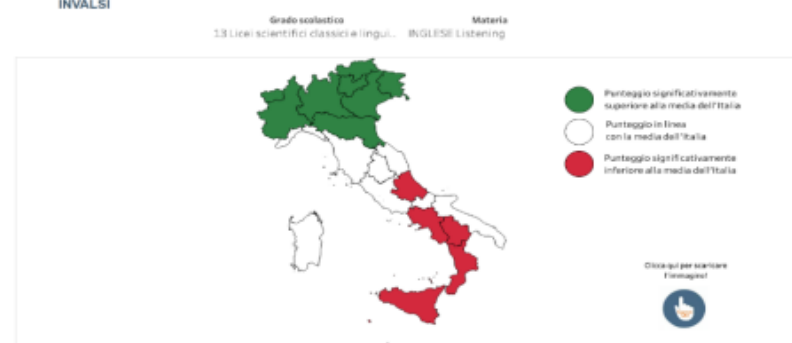 INVALSI
Grado scolastico
13 Licei scientifici classici e lingui...
Materia
INGLESE Listening
Punteggio significativamente
superiore alla media dell'Italia
Punteggio in linea
con la media dell'Italia
Punteggio significativamente
inferiore alla media dell'Italia
Clicca qui per scaricare
l'immagine!